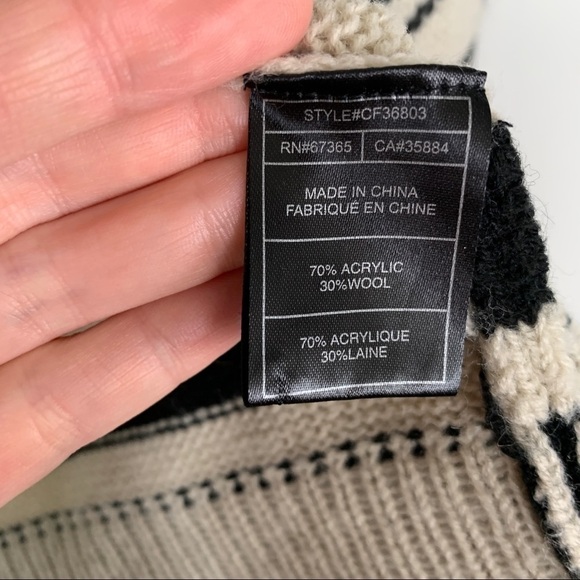 STYLE#CF36803
RN#67365 CA#35884
MADE IN CHINA
FABRIQUÉ EN CHINE
70% ACRYLIC
30%WOOL
70% ACRYLIQUE
30%LAINE